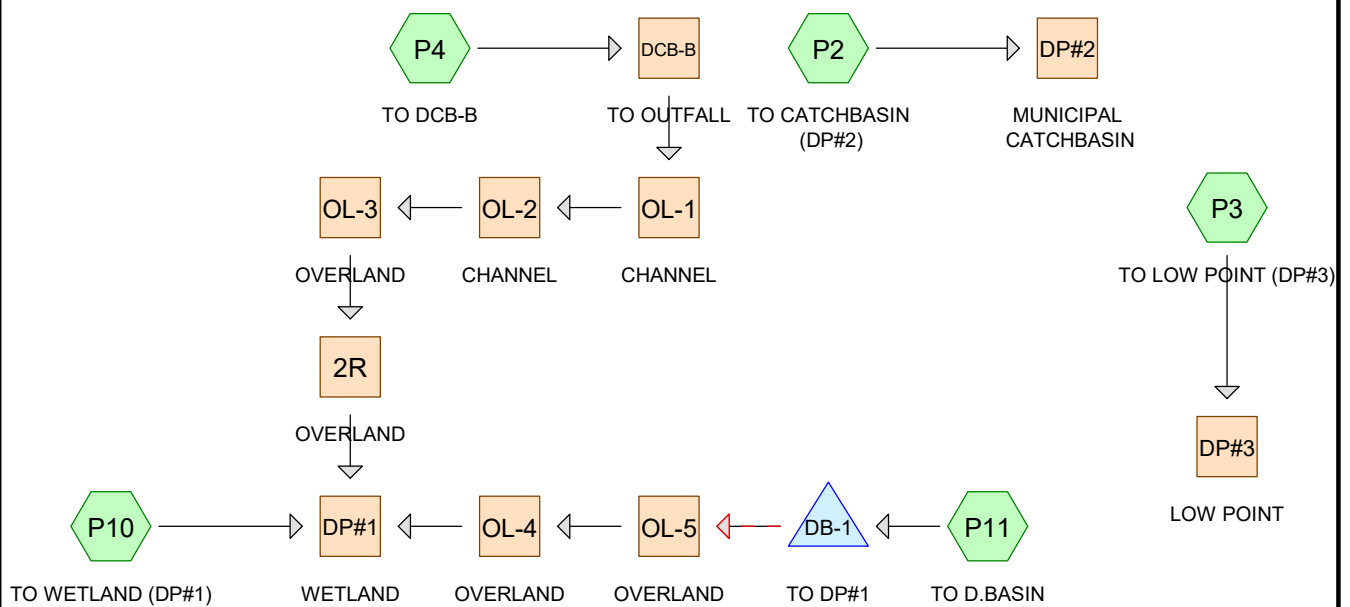 P4
DCB-B
P2
DP#2
TO DCB-B
TO OUTFALL
TO CATCHBASIN
(DP#2)
MUNICIPAL
CATCHBASIN
OL-3
OL-2
OL-1
P3
OVERLAND
CHANNEL
CHANNEL
TO LOW POINT (DP#3)
2R
OVERLAND
DP#3
LOW POINT
P10
DP#1
OL-4
OL-5
DB-1
P11
TO WETLAND (DP#1)
WETLAND
OVERLAND
OVERLAND
TO DP#1
TO D.BASIN